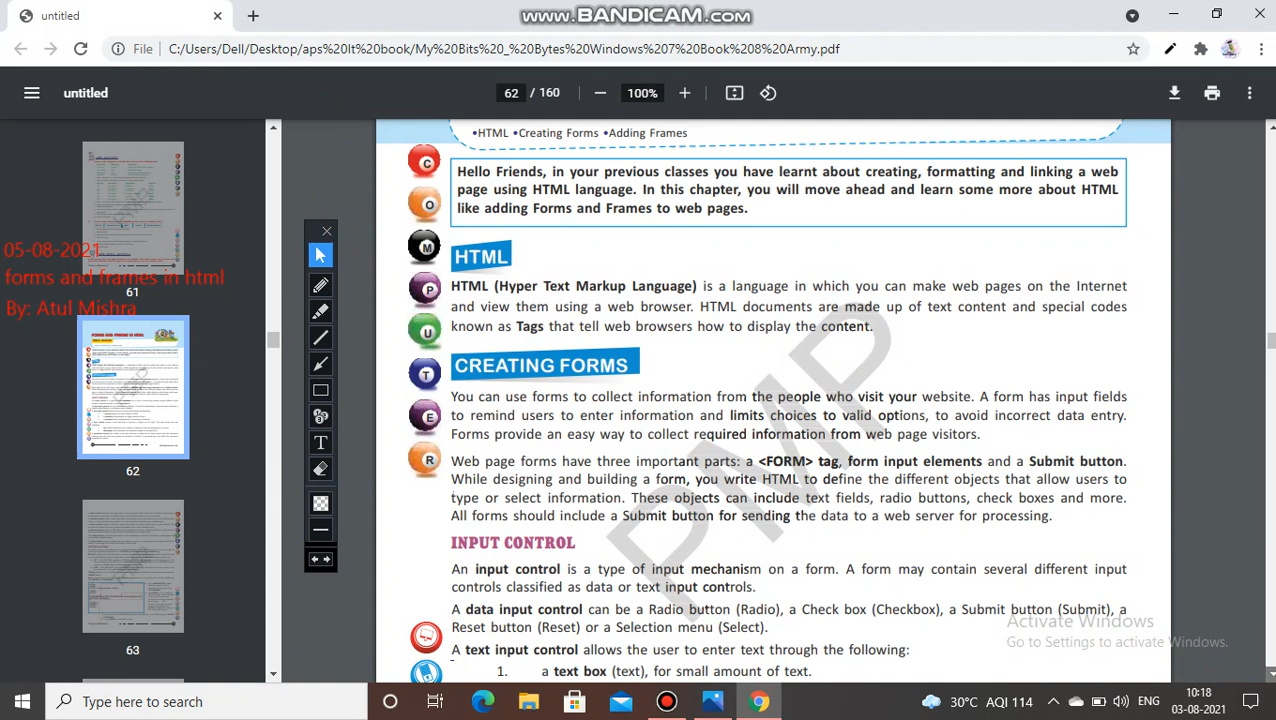 untitled
www.BANDICAM.com
File
C:/Users/Dell/Desktop/aps%20It%20book/My%20Bits%20_%20Bytes%20Windows%207%20Book%208%20Army.pdf
untitled
62 / 160
100%
•HTML •Creating Forms •Adding Frames
Hello Friends, in your previous classes you have learnt about creating, formatting and linking a web
page using HTML language. In this chapter, you will move ahead and learn some more about HTML
like adding Forms and Frames to web pages.
05-08-2021
forms and frames in html
By: Atul Mishra
61
62
63
C
O
M
P
U
T
E
R
HTML
HTML (Hyper Text Markup Language) is a language in which you can make web pages on the Internet
and view them using a web browser. HTML documents are made up of text content and special codes
known as Tags that tell web browsers how to display the content.
CREATING FORMS
You can use forms to collect information from the people who visit your website. A form has input fields
to remind users to enter information and limits choices to valid options, to avoid incorrect data entry.
Forms provide an easy way to collect required information from web page visitors.
Web page forms have three important parts: a <FORM> tag, form input elements and a Submit button.
While designing and building a form, you write HTML to define the different objects that allow users to
type or select information. These objects can include text fields, radio buttons, check boxes and more.
All forms should include a Submit button for sending the data to a web server for processing.
INPUT CONTROL
An input control is a type of input mechanism on a form. A form may contain several different input
controls classified as data or text input controls.
A data input control can be a Radio button (Radio), a Check box (Checkbox), a Submit button (Submit), a
Reset button (Reset) or a Selection menu (Select).
A text input control allows the user to enter text through the following:
1. a text box (text), for small amount of text.
Activate Windows
Go to Settings to activate Windows.
Type here to search
30°C AQI 114
ENG
10:18
03-08-2021